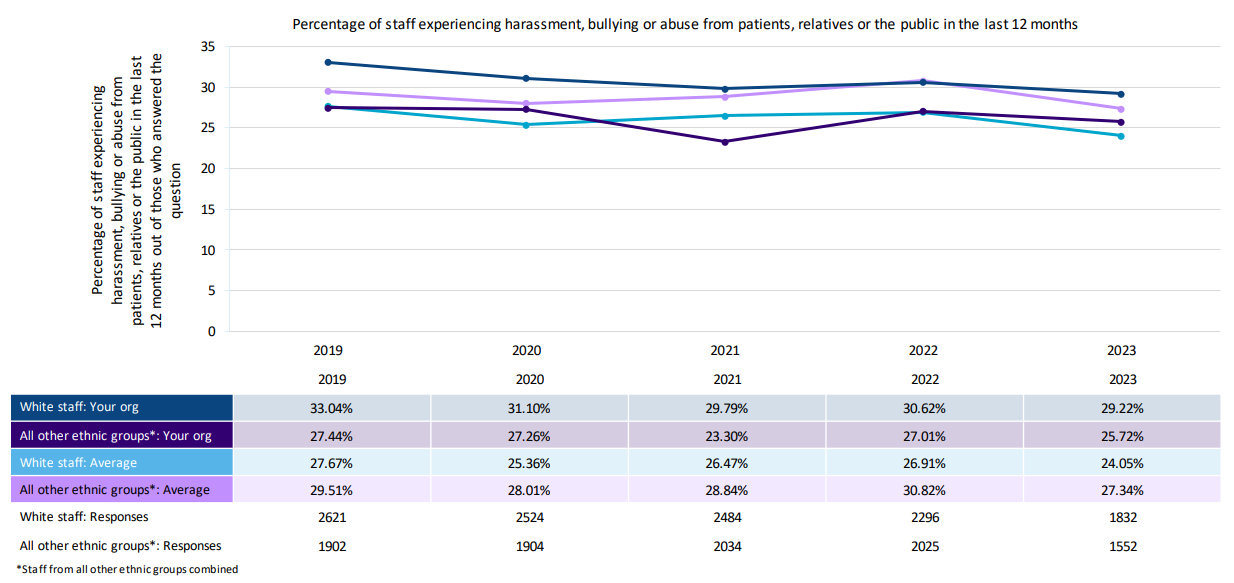 Percentage of staff experiencing harassment, bullying or abuse from patients, relatives or the public in the last 12 months
Percentage of staff experiencing
harassment, bullying or abuse from
patients, relatives or the public in the last
12 months out of those who answered the
question
35
30
25
20
15
10
5
0
2019 2020 2021 2022 2023
2019 2020 2021 2022 2023
White staff: Your org 33.04% 31.10% 29.79% 30.62% 29.22%
All other ethnic groups*: Your org 27.44% 27.26% 23.30% 27.01% 25.72%
White staff: Average 27.67% 25.36% 26.47% 26.91% 24.05%
All other ethnic groups*: Average 29.51% 28.01% 28.84% 30.82% 27.34%
White staff: Responses 2621 2524 2484 2296 1832
All other ethnic groups*: Responses 1902 1904 2034 2025 1552
*Staff from all other ethnic groups combined